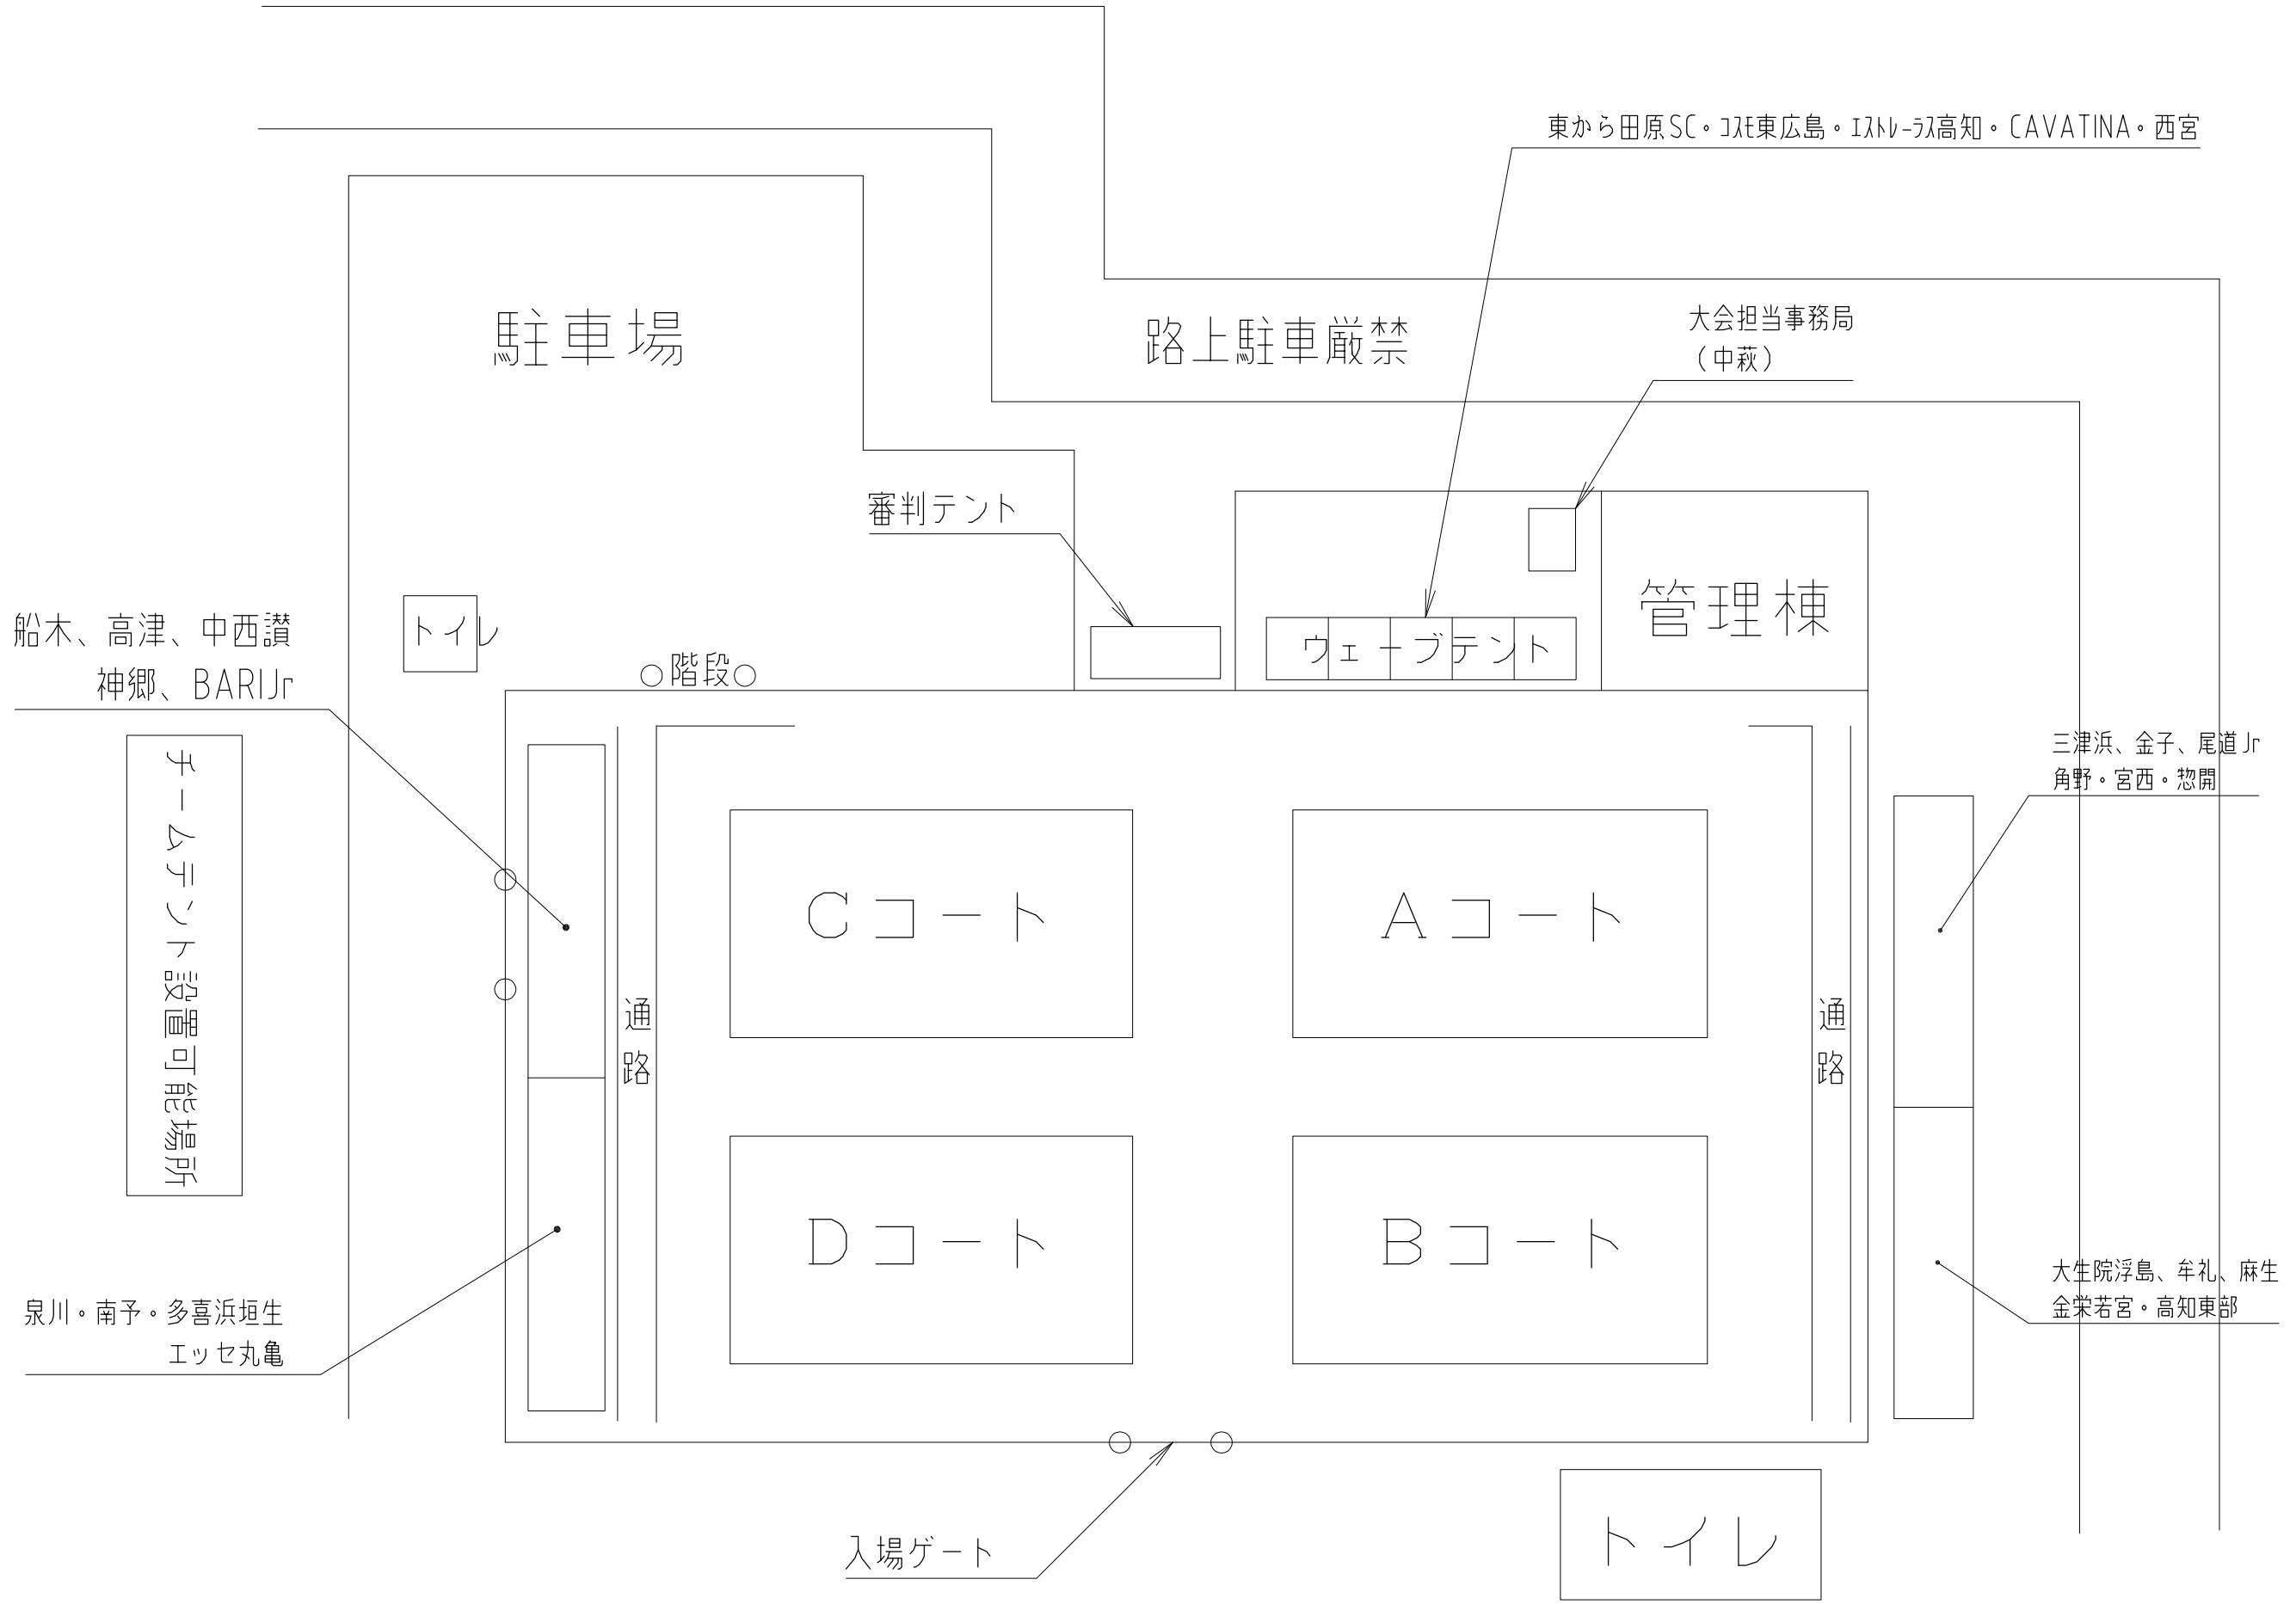 東から田原SC・コスモ東広島・エストレーラス高知・CAVATINA・西宮
駐車場
路上駐車厳禁
大会担当事務局
（中萩）
審判テント
管理棟
船木、高津、中西讃
神郷、BARIJr
トイレ
ウェーブテント
○階段○
チームテント設置可能場所
三津浜、金子、尾道Jr
角野・宮西・惣開
Cコート
Aコート
通路
通路
Dコート
Bコート
泉川・南予・多喜浜垣生
エッセ丸亀
大生院浮島、牟礼、麻生
金栄若宮・高知東部
入場ゲート
トイレ